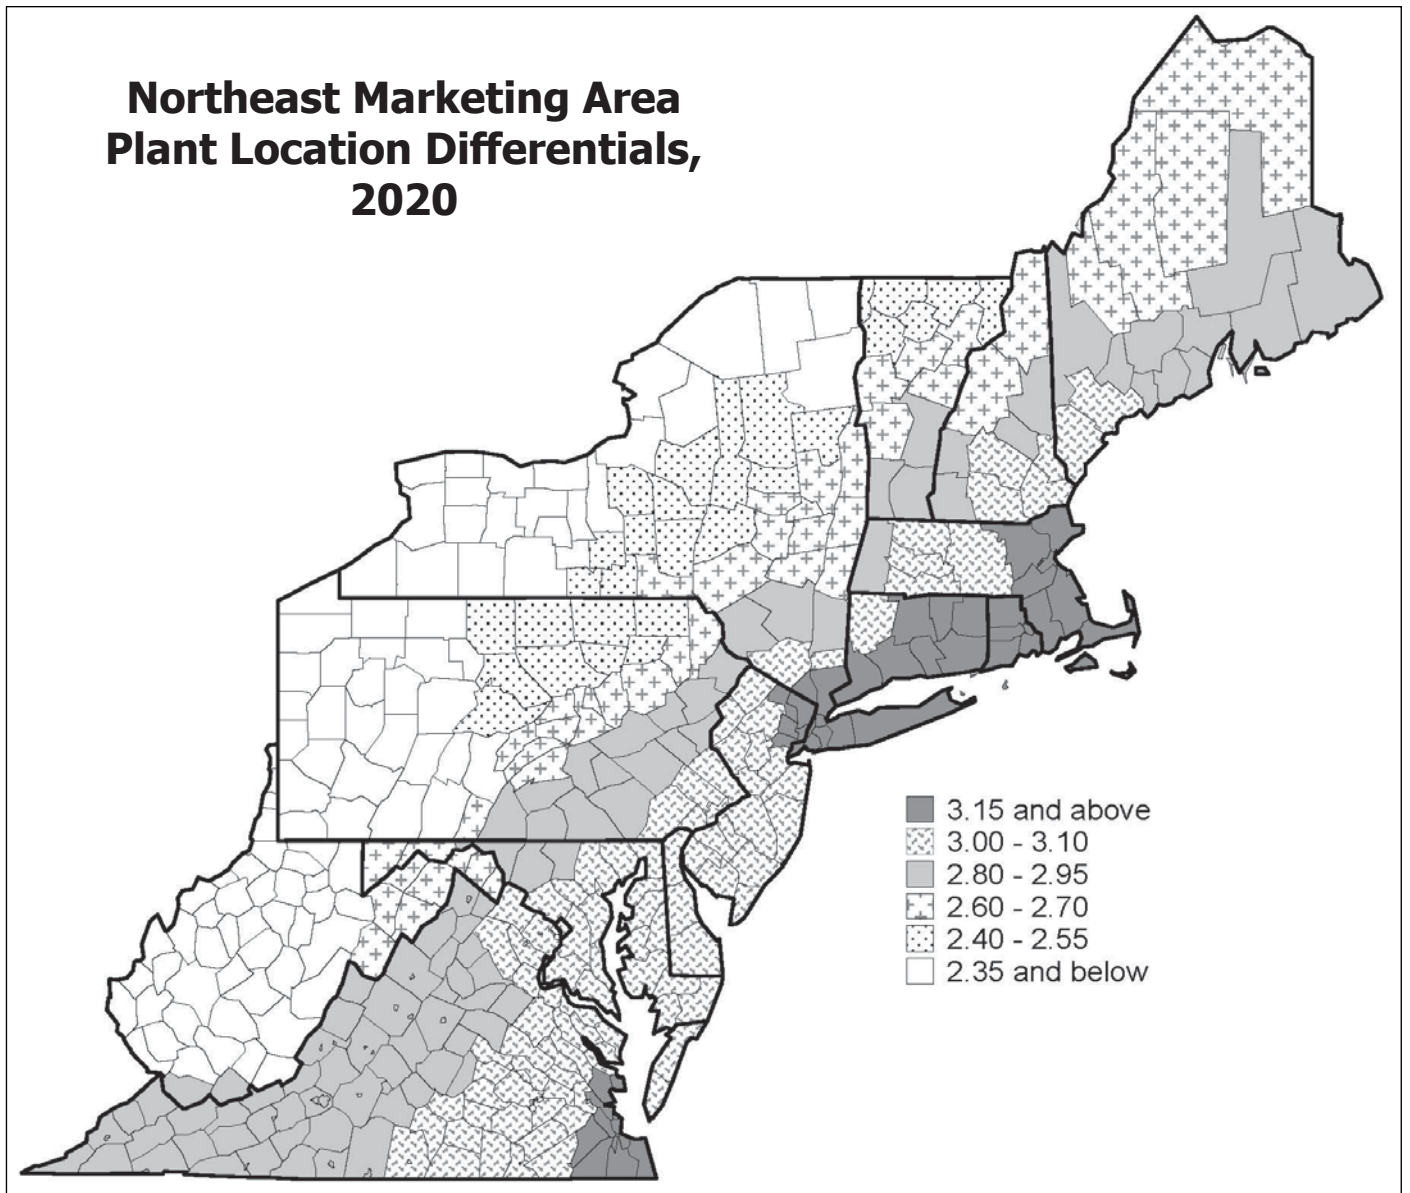 Northeast Marketing Area
Plant Location Differentials,
2020
3.15 and above
3.00 - 3.10
2.80 - 2.95
2.60 - 2.70
2.40 - 2.55
2.35 and below